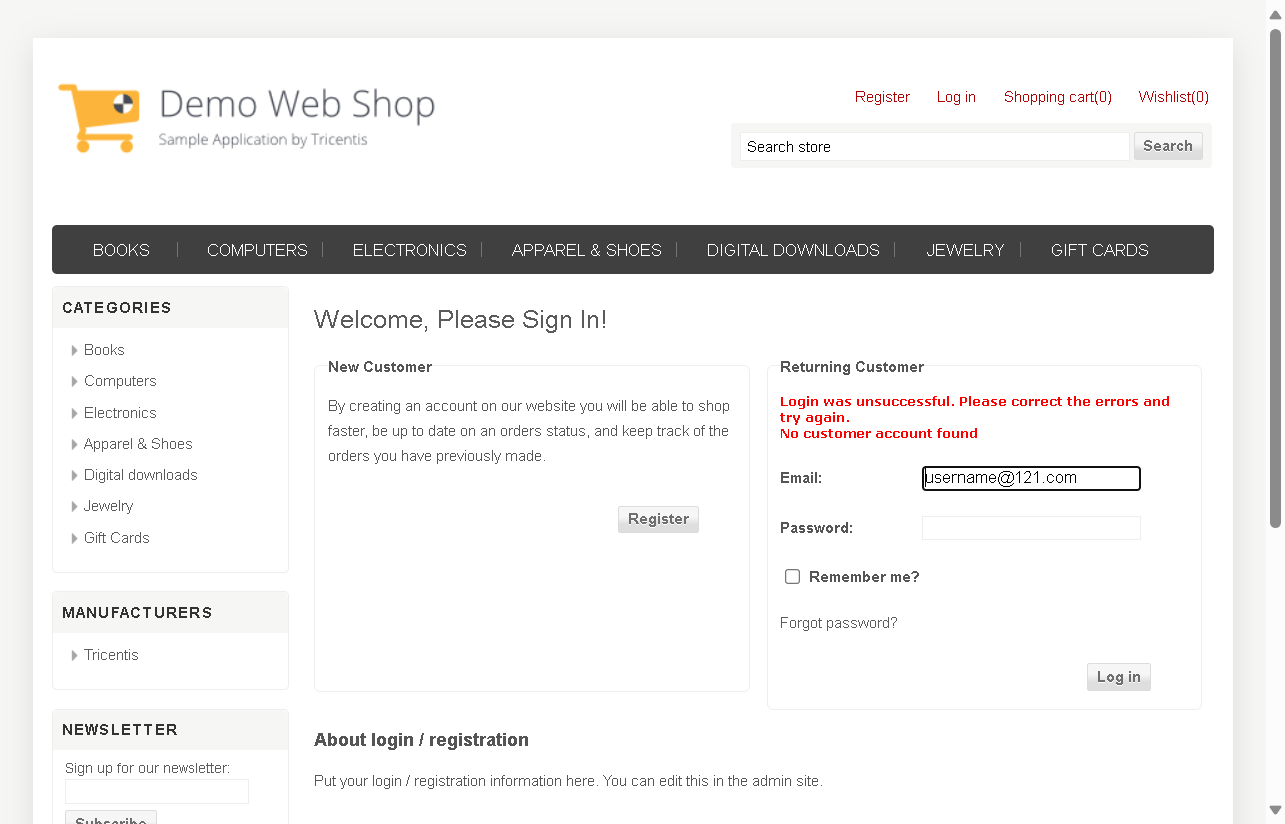 Demo Web Shop
Sample Application by Tricentis
Register Log in Shopping cart(0) Wishlist(0)
Search store Search
BOOKS COMPUTERS ELECTRONICS APPAREL & SHOES DIGITAL DOWNLOADS JEWELRY GIFT CARDS
CATEGORIES
Books
Computers
Electronics
Apparel & Shoes
Digital downloads
Jewelry
Gift Cards
MANUFACTURERS
Tricentis
NEWSLETTER
Sign up for our newsletter:
Subscribe
Welcome, Please Sign In!
New Customer
By creating an account on our website you will be able to shop
faster, be up to date on an orders status, and keep track of the
orders you have previously made.
Register
Returning Customer
Login was unsuccessful. Please correct the errors and
try again.
No customer account found
Email: username@121.com
Password:
Remember me?
Forgot password?
Log in
About login / registration
Put your login / registration information here. You can edit this in the admin site.